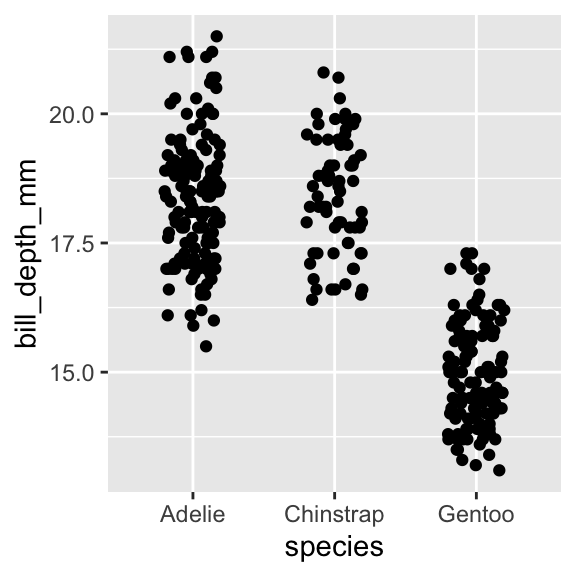 bill_depth_mm
20.0
17.5
15.0
Adelie
Chinstrap
Gentoo
species